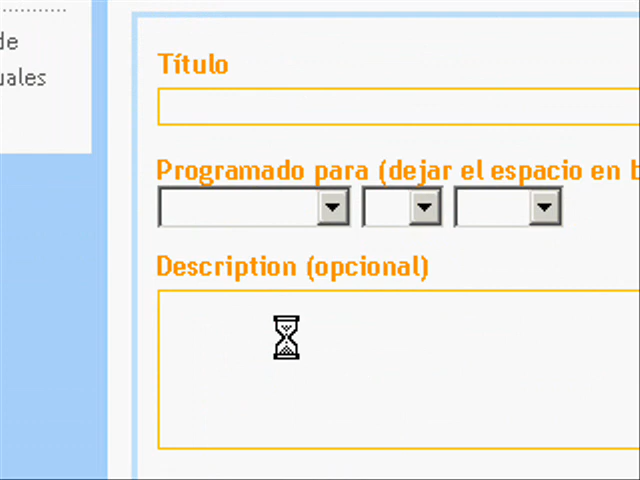 de
uales
Título
Programado para (dejar el espacio en b
Description (opcional)